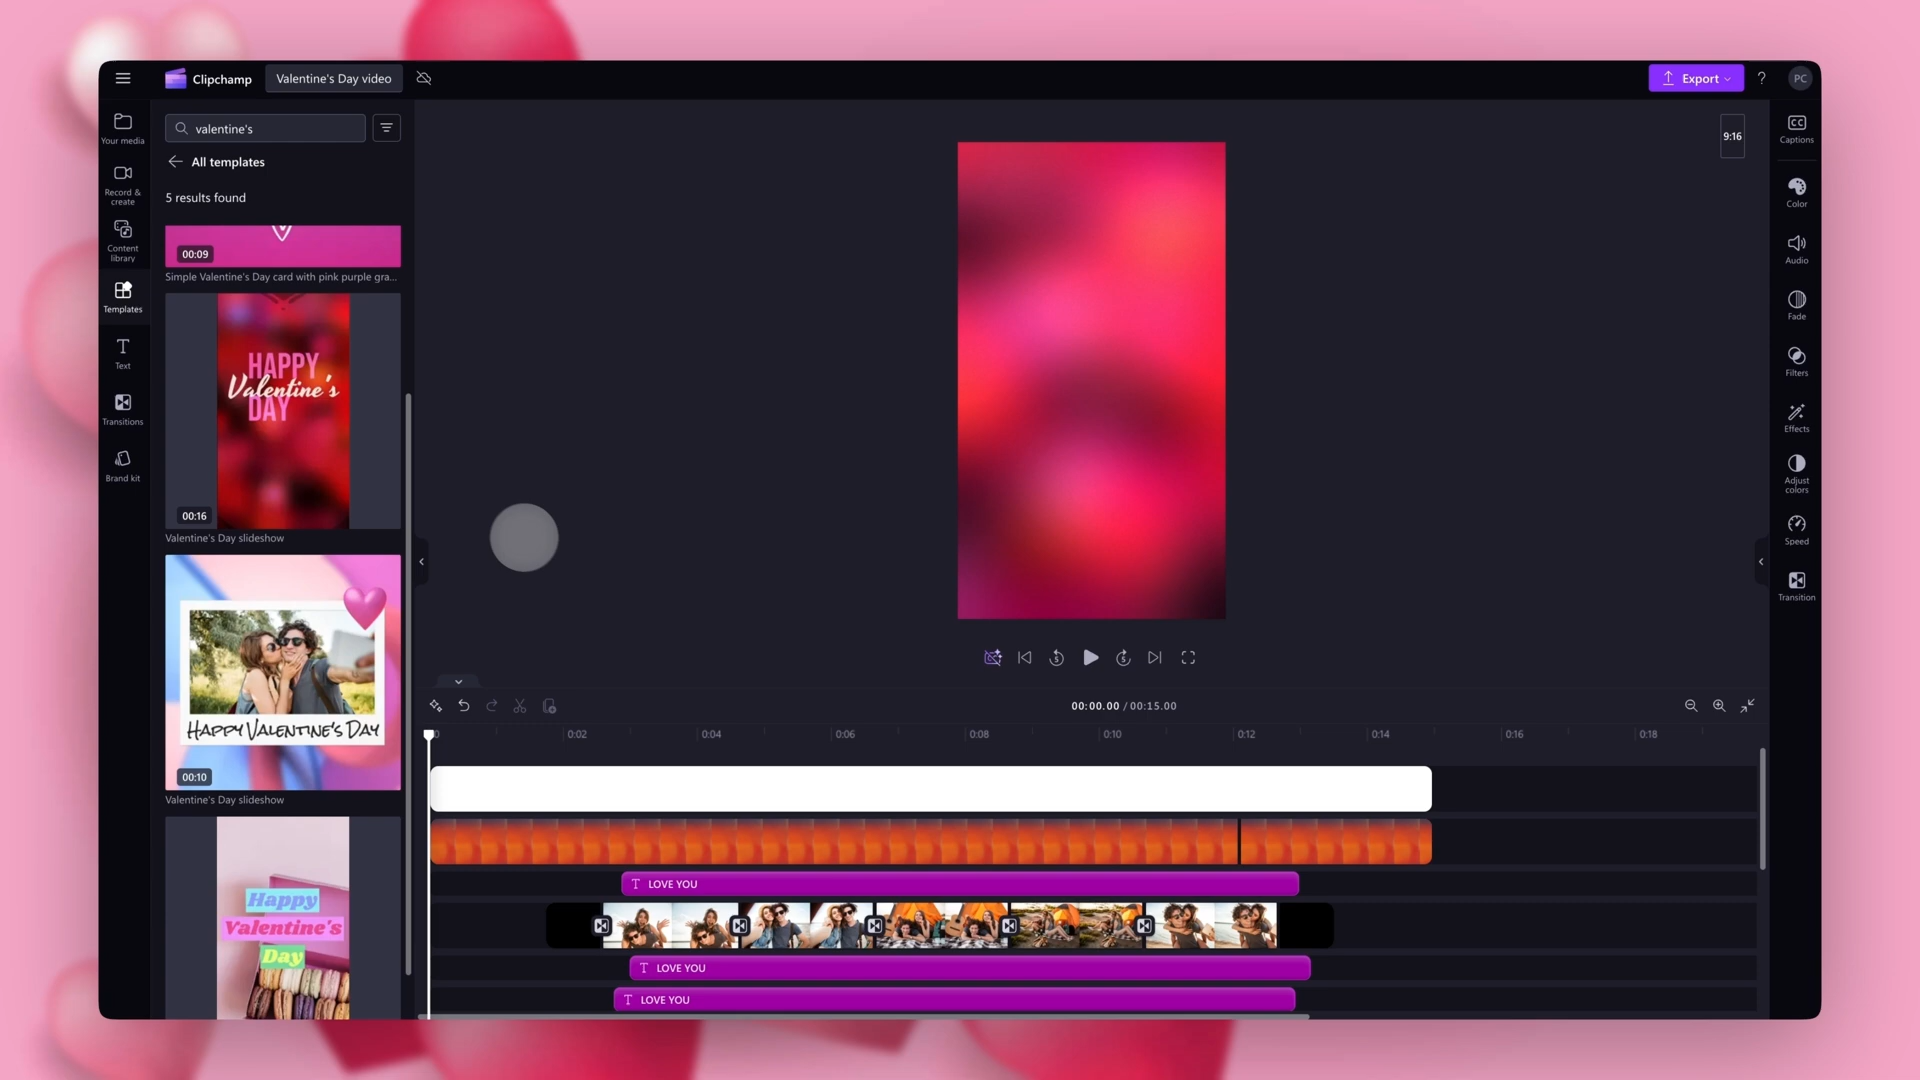 Clipchamp
Valentine's Day video
Export
?
PC
Your media
Record &
create
Content
library
Templates
Text
Transitions
Brand kit
valentine's
All templates
5 results found
00:09
Simple Valentine's Day card with pink purple gra...
HAPPY
Valentine's
DAY
00:16
Valentine's Day slideshow
HAPPY VALENTINE'S DAY
00:10
Valentine's Day slideshow
Happy
Valentine's
Day
9:16
CC
Captions
Color
Audio
Fade
Filters
Effects
Adjust
colors
Speed
Transition
5
5
00:00.00 / 00:15.00
0
0:02
0:04
0:06
0:08
0:10
0:12
0:14
0:16
0:18
T LOVE YOU
T LOVE YOU
T LOVE YOU